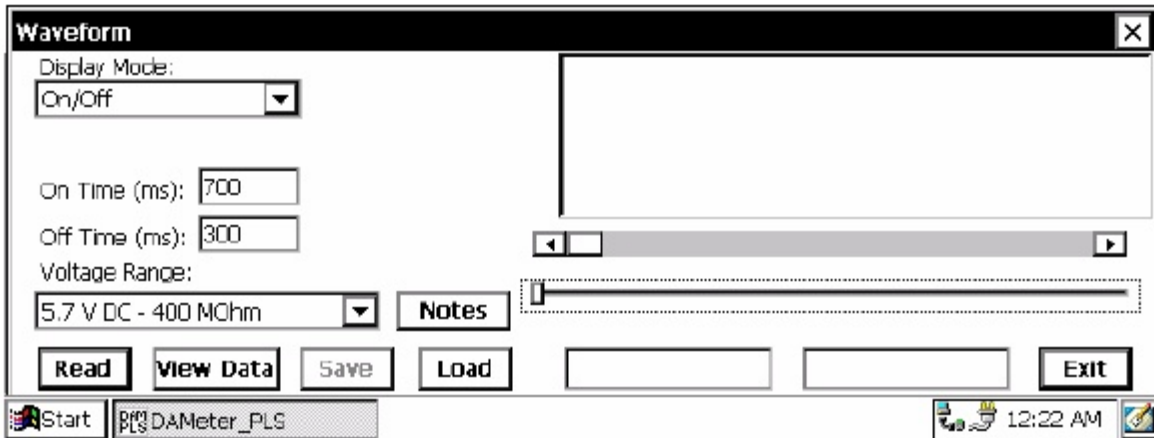 Waveform
Display Mode:
On/Off
On Time (ms): 700
Off Time (ms): 300
Voltage Range:
5.7 V DC - 400 MOhm
Notes
Read
View Data
Save
Load
Exit
Start
DAMeter_PLS
12:22 AM